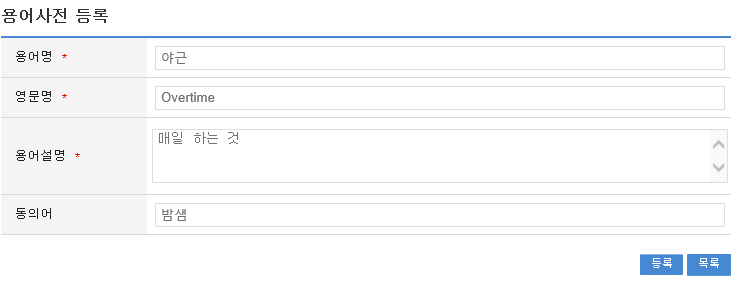 용어사전 등록
용어명 * 야근
영문명 * Overtime
용어설명 * 매일 하는 것
동의어 밤샘
등록 목록